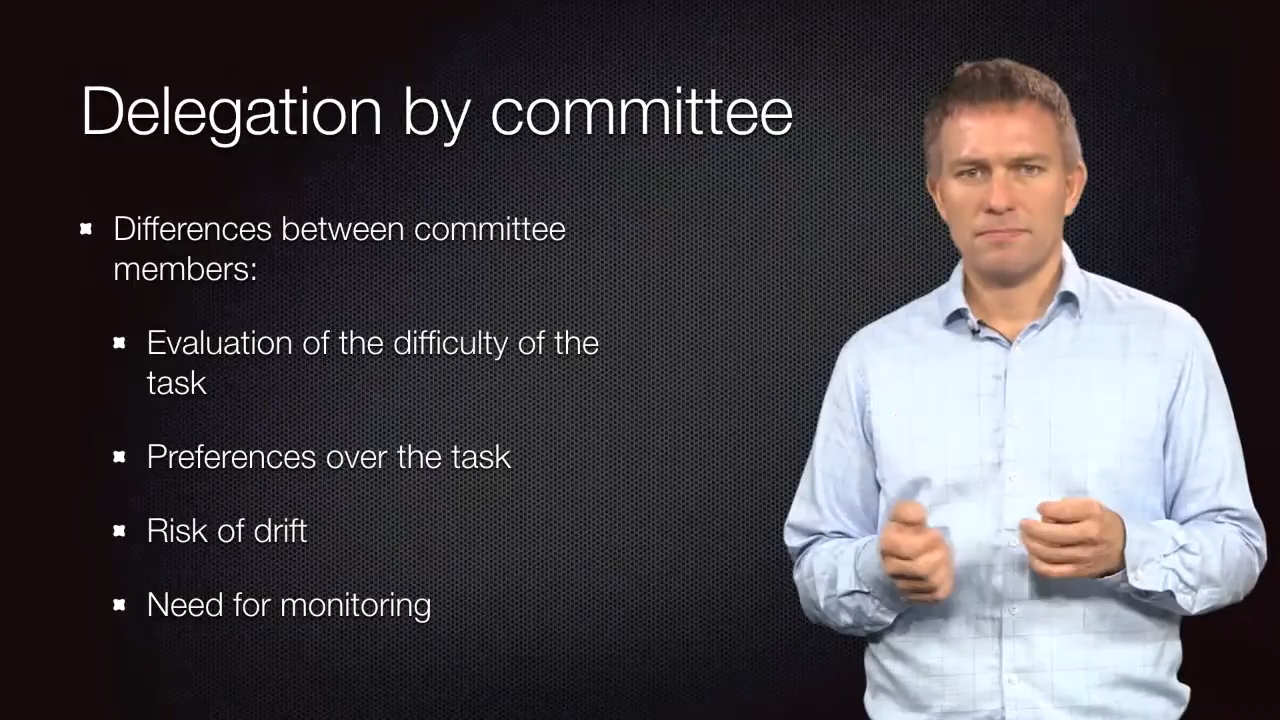 Delegation by committee
Differences between committee
members:
Evaluation of the difficulty of the
task
Preferences over the task
Risk of drift
Need for monitoring